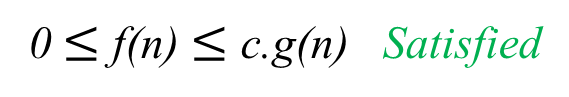 0 ≤ f(n) ≤ c.g(n) Satisfied